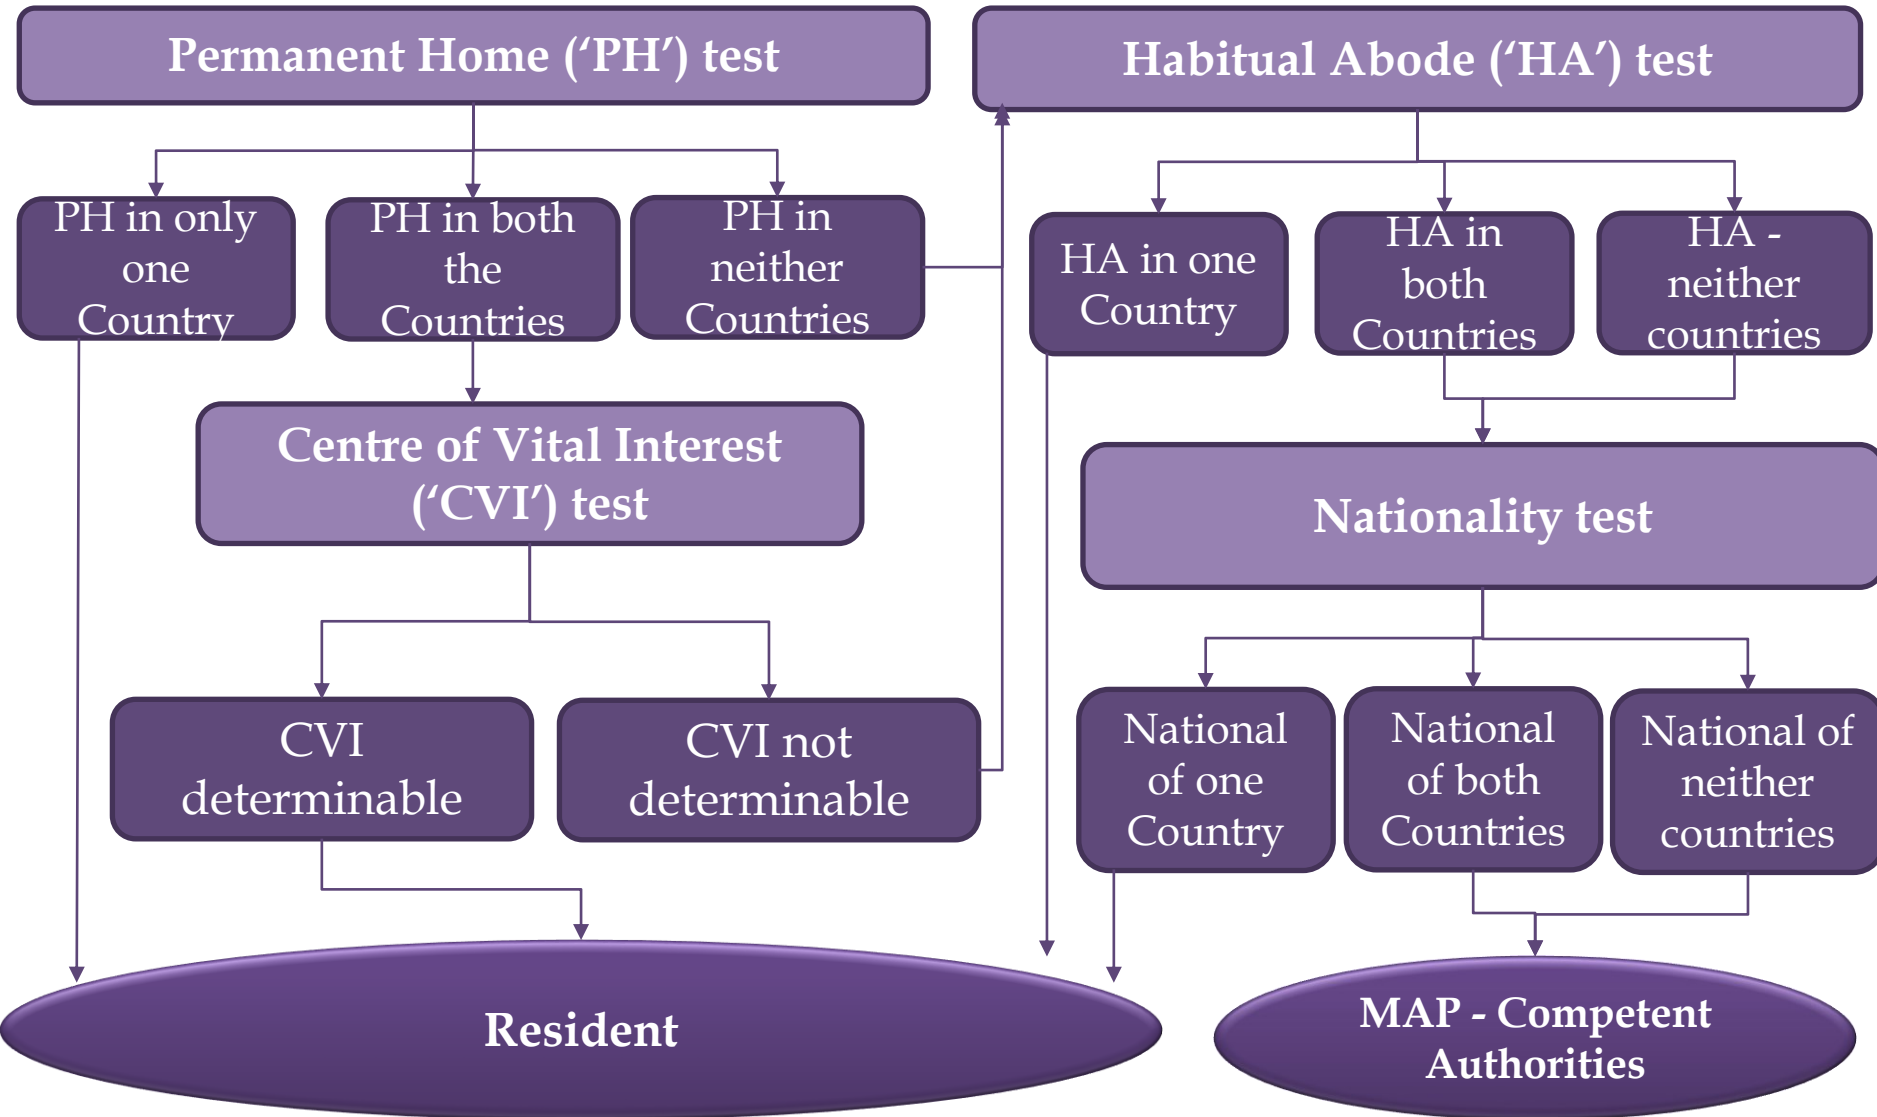 Permanent Home (‘PH’) test
Habitual Abode (‘HA’) test
PH in only
one
Country
PH in both
the
Countries
PH in
neither
Countries
HA in one
Country
HA in
both
Countries
HA -
neither
countries
Centre of Vital Interest
(‘CVI’) test
Nationality test
CVI
determinable
CVI not
determinable
National
of one
Country
National
of both
Countries
National of
neither
countries
Resident
MAP - Competent
Authorities